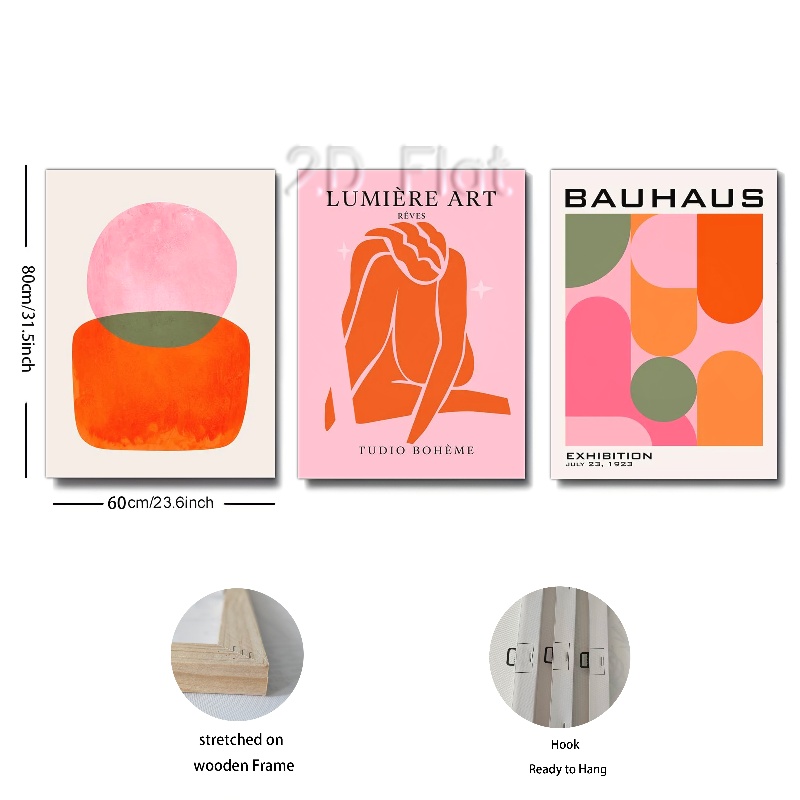 2D Flat
LUMIÈRE ART
RÊVES
TUDIO BOHÈME
BAUHAUS
EXHIBITION
JULY 23, 1923
80cm/31.5inch
60cm/23.6inch
stretched on
wooden Frame
Hook
Ready to Hang